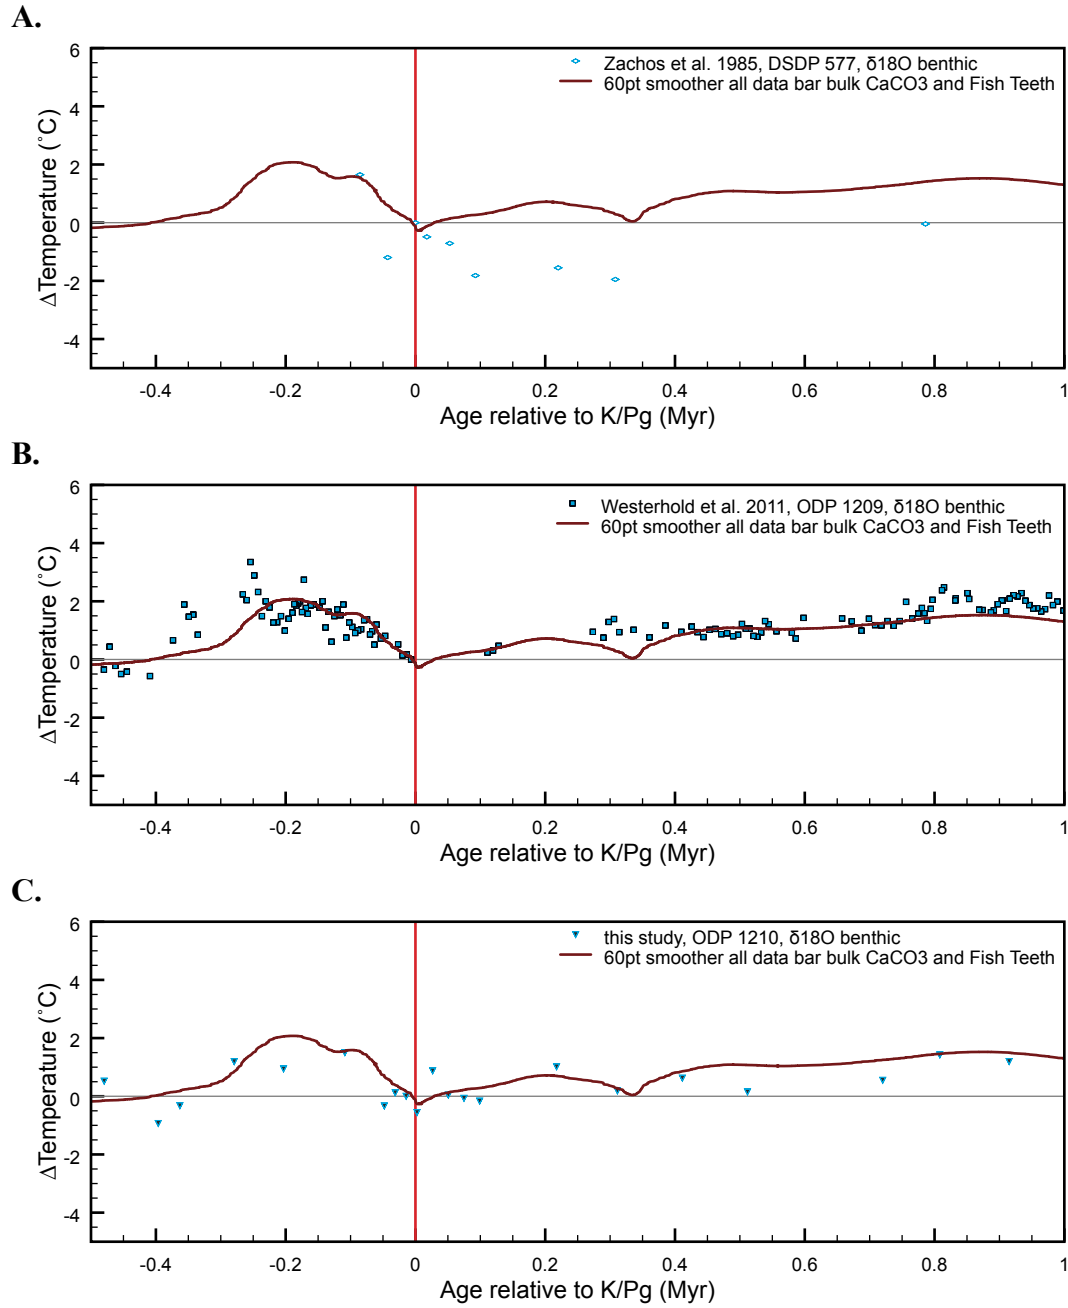 A.
6
4
2
0
-2
-4
ΔTemperature (˚C)
Zachos et al. 1985, DSDP 577, δ18O benthic
60pt smoother all data bar bulk CaCO3 and Fish Teeth
-0.4 -0.2 0 0.2 0.4 0.6 0.8 1
Age relative to K/Pg (Myr)
B.
6
4
2
0
-2
-4
ΔTemperature (˚C)
Westerhold et al. 2011, ODP 1209, δ18O benthic
60pt smoother all data bar bulk CaCO3 and Fish Teeth
-0.4 -0.2 0 0.2 0.4 0.6 0.8 1
Age relative to K/Pg (Myr)
C.
6
4
2
0
-2
-4
ΔTemperature (˚C)
this study, ODP 1210, δ18O benthic
60pt smoother all data bar bulk CaCO3 and Fish Teeth
-0.4 -0.2 0 0.2 0.4 0.6 0.8 1
Age relative to K/Pg (Myr)